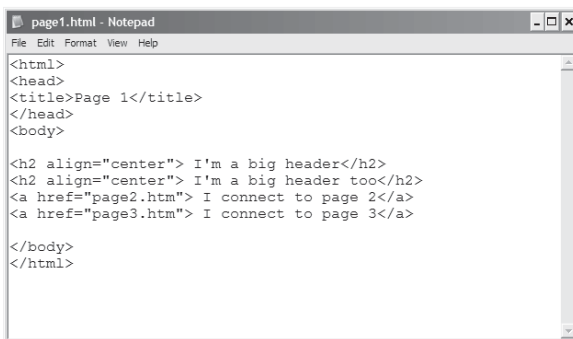 page1.html - Notepad
File Edit Format View Help
<html>
<head>
<title>Page 1</title>
</head>
<body>
<h2 align="center"> I'm a big header</h2>
<h2 align="center"> I'm a big header too</h2>
<a href="page2.htm"> I connect to page 2</a>
<a href="page3.htm"> I connect to page 3</a>
</body>
</html>